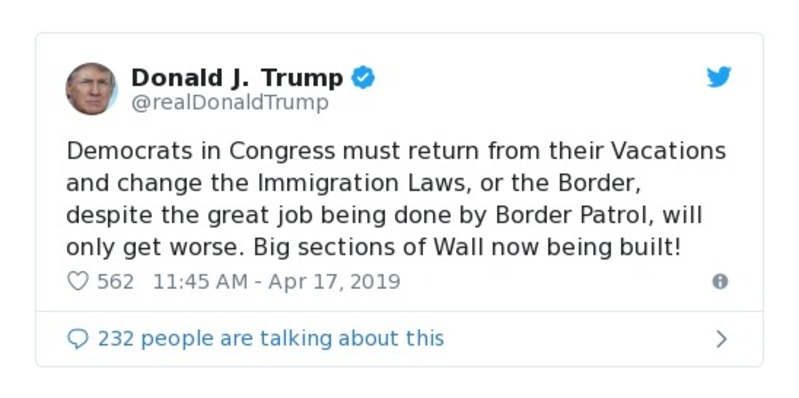 Donald J. Trump
@realDonaldTrump
Democrats in Congress must return from their Vacations
and change the Immigration Laws, or the Border,
despite the great job being done by Border Patrol, will
only get worse. Big sections of Wall now being built!
562 11:45 AM - Apr 17, 2019
232 people are talking about this